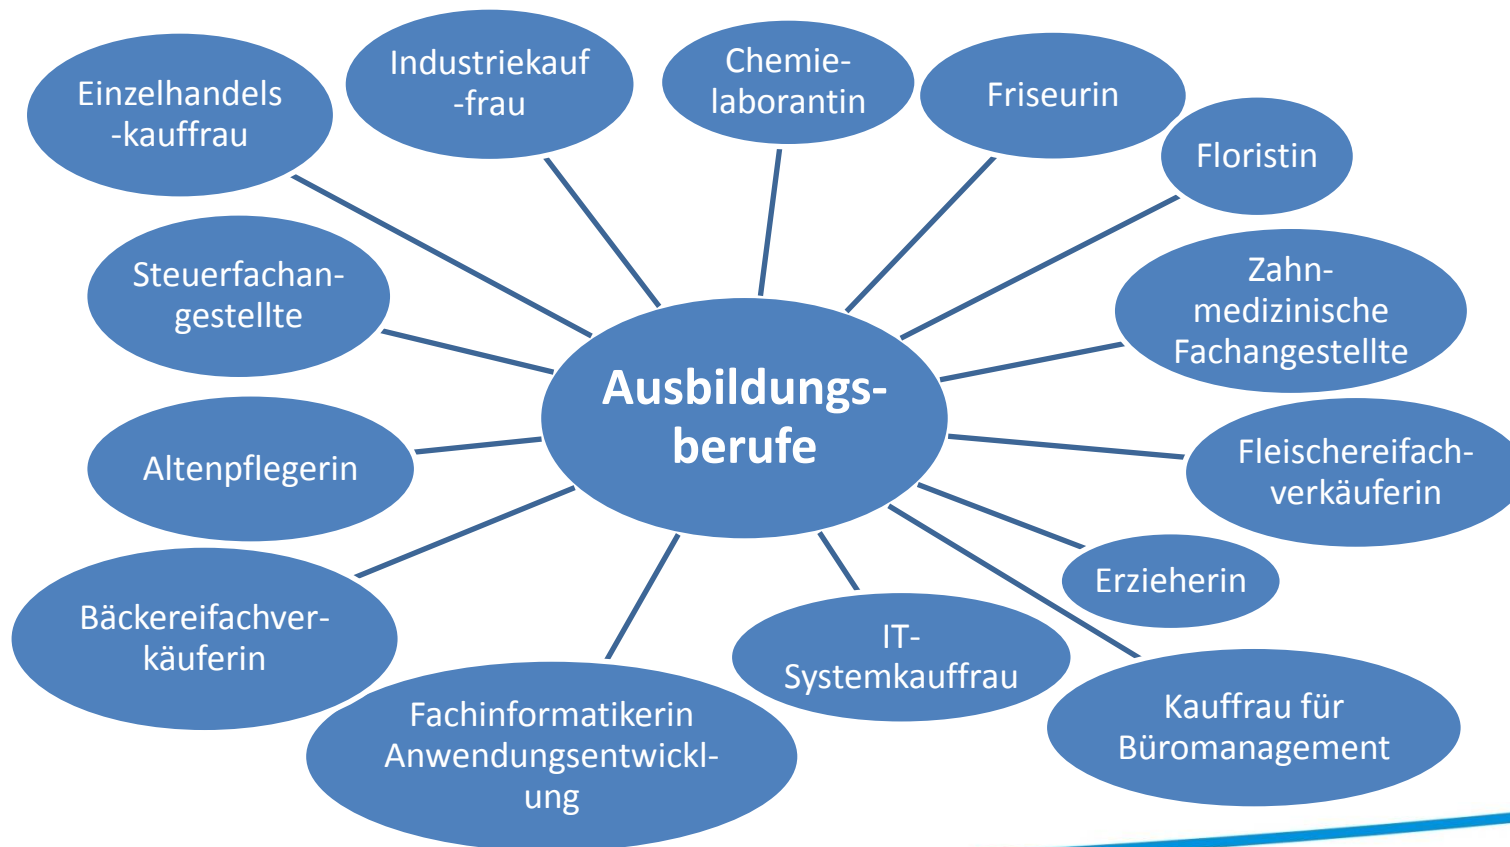 Einzelhandels
-kauffrau
Industriekauf
-frau
Chemie-
laborantin
Friseurin
Floristin
Steuerfachan-
gestellte
Zahn-
medizinische
Fachangestellte
Ausbildungs-
berufe
Altenpflegerin
Fleischereifach-
verkäuferin
Erzieherin
Bäckereifachver-
käuferin
IT-
Systemkauffrau
Fachinformatikerin
Anwendungsentwickl-
ung
Kauffrau für
Büromanagement